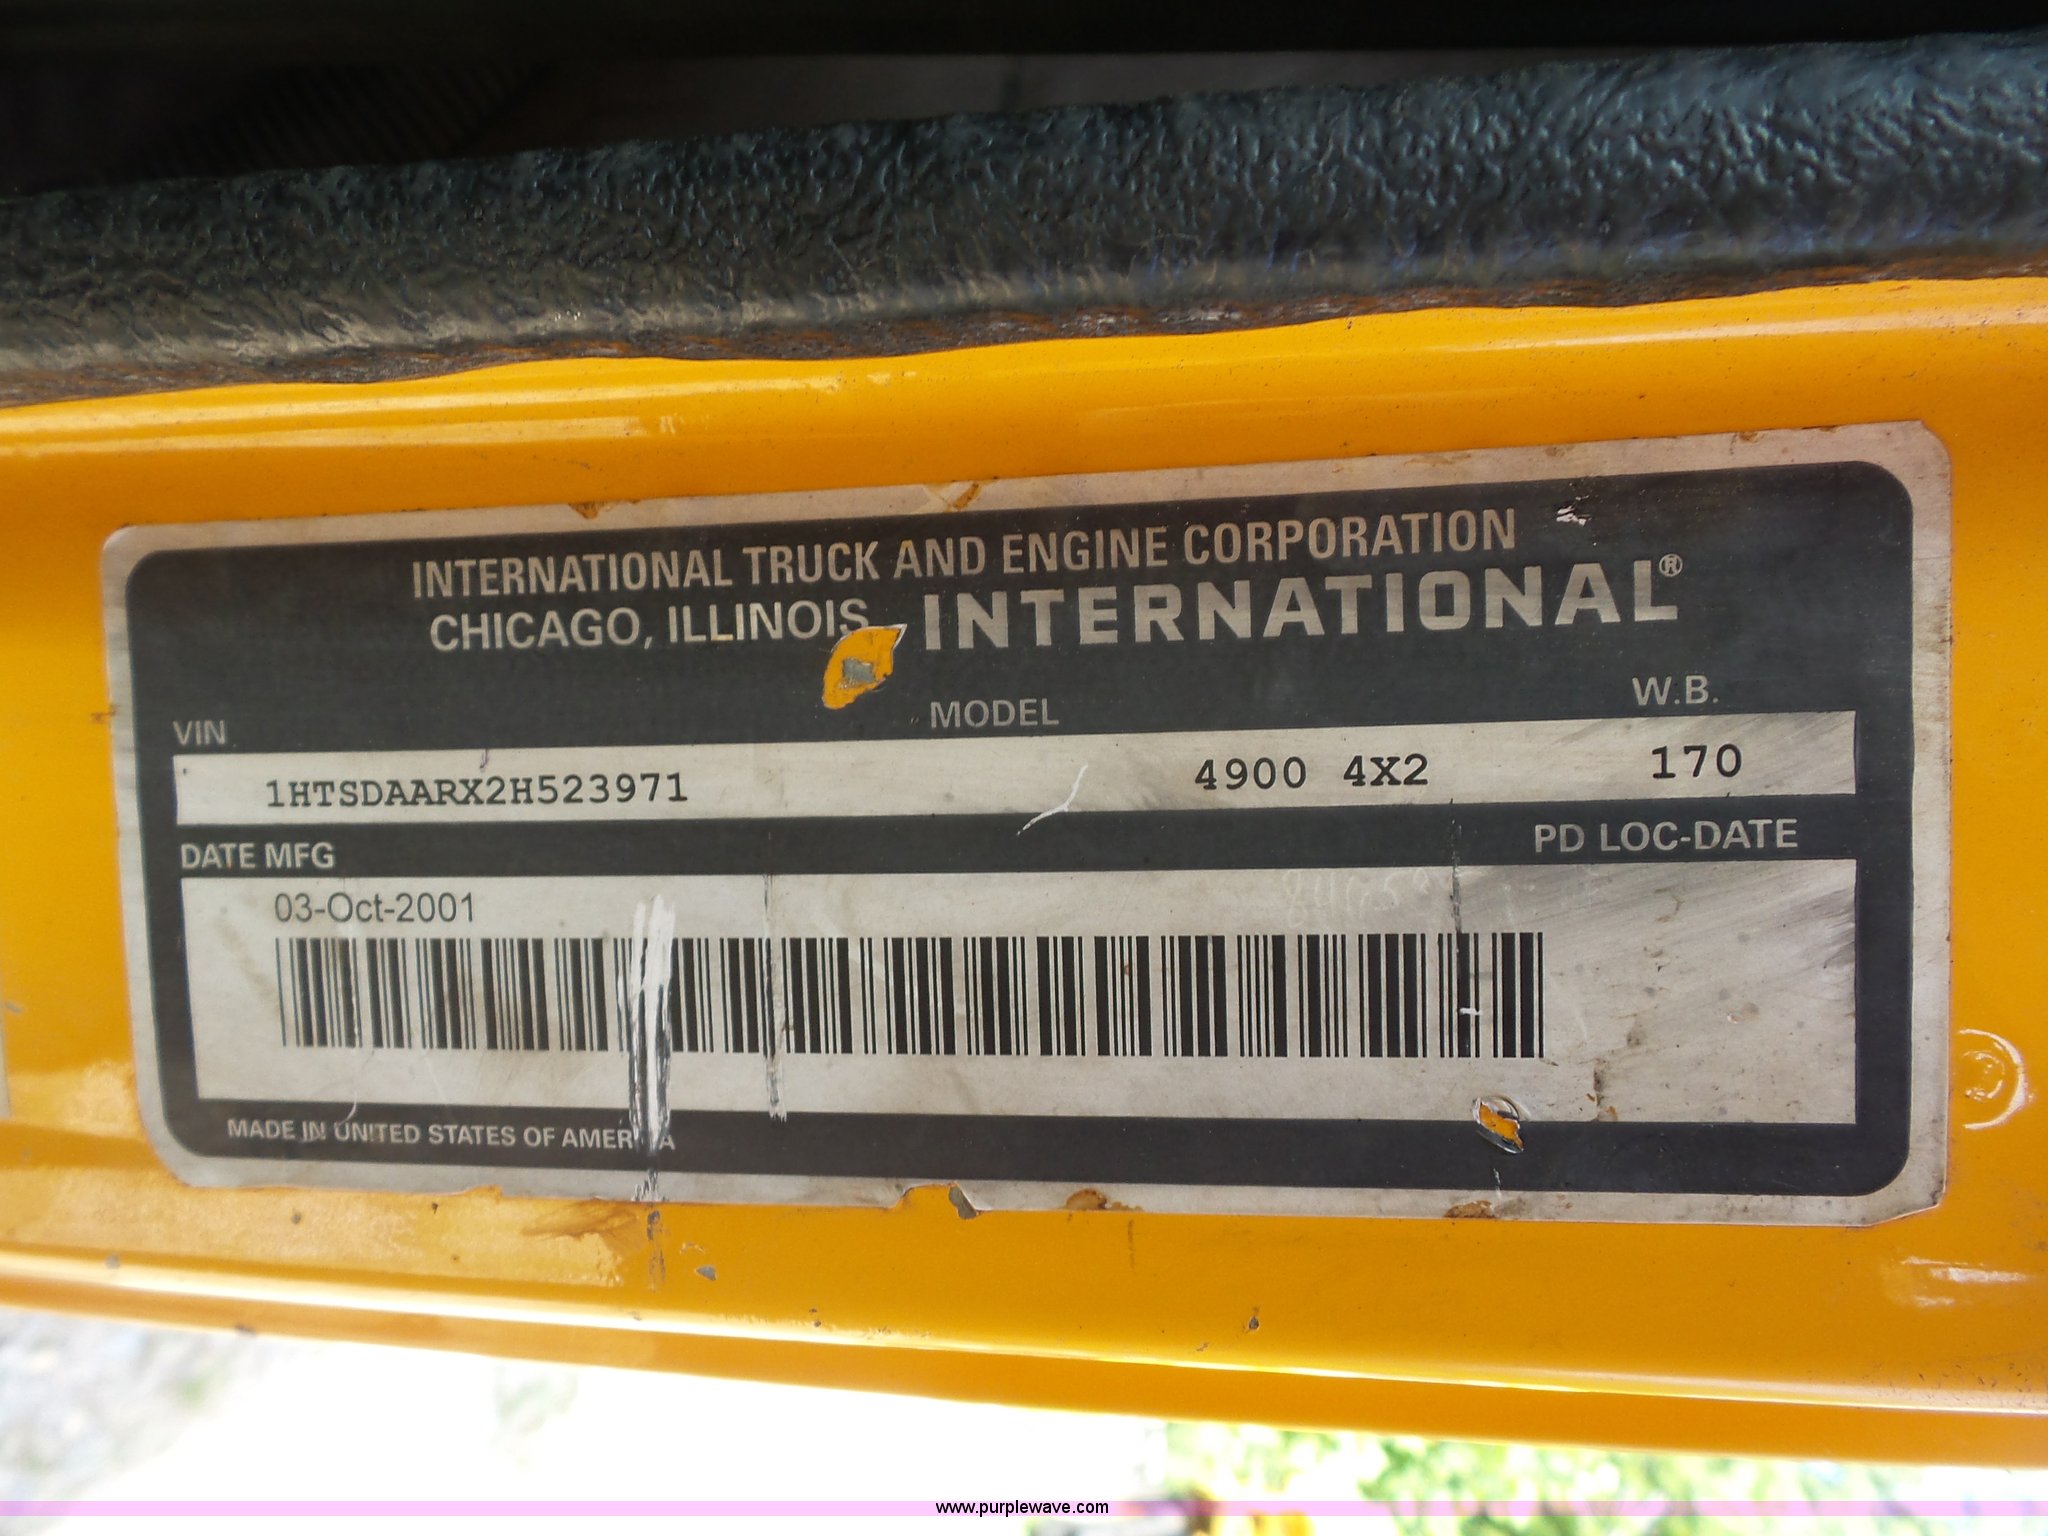 INTERNATIONAL TRUCK AND ENGINE CORPORATION
CHICAGO, ILLINOIS INTERNATIONAL®
VIN MODEL W.B.
1HTSDAARX2H523971 4900 4X2 170
DATE MFG PD LOC-DATE
03-Oct-2001
MADE IN UNITED STATES OF
www.purplewave.com